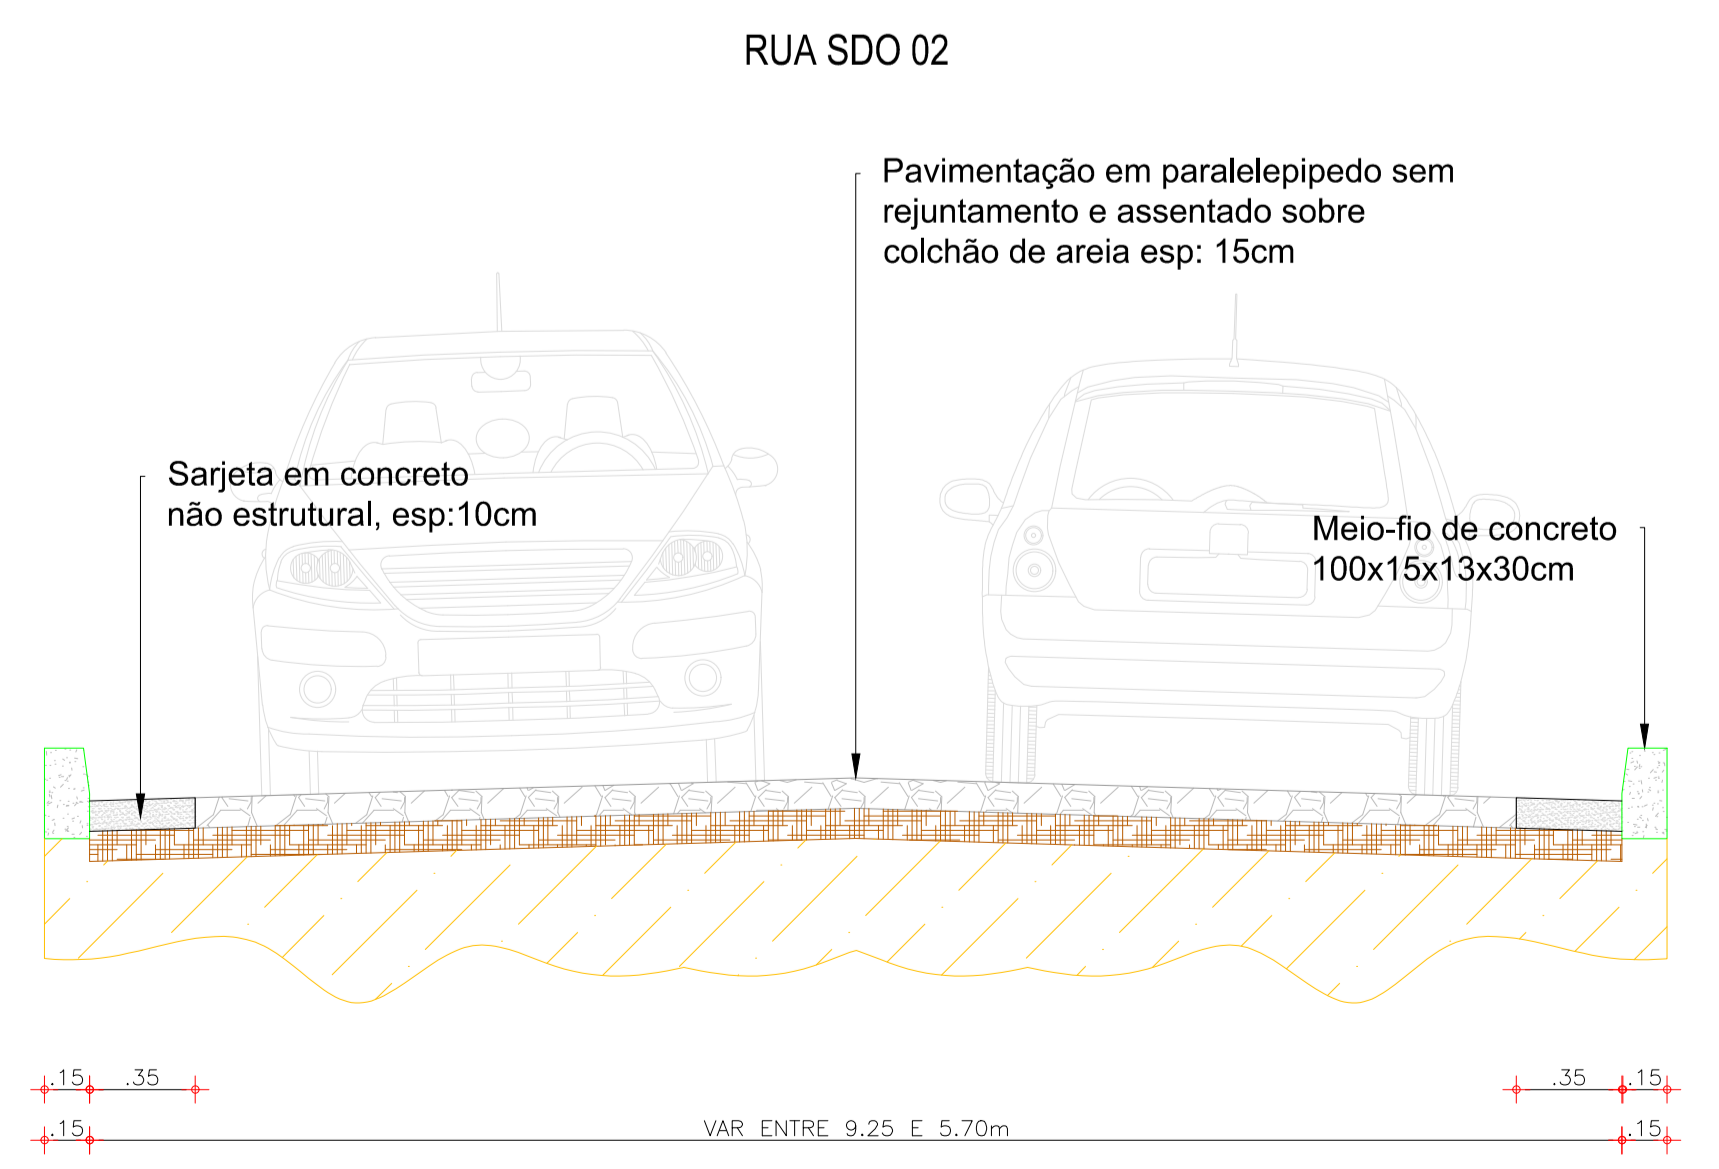 RUA SDO 02
Pavimentação em paralelepipedo sem
rejuntamento e assentado sobre
colchão de areia esp: 15cm
Sarjeta em concreto
não estrutural, esp:10cm
Meio-fio de concreto
100x15x13x30cm
.15 .35 .35 .15
.15 VAR ENTRE 9.25 E 5.70m .15